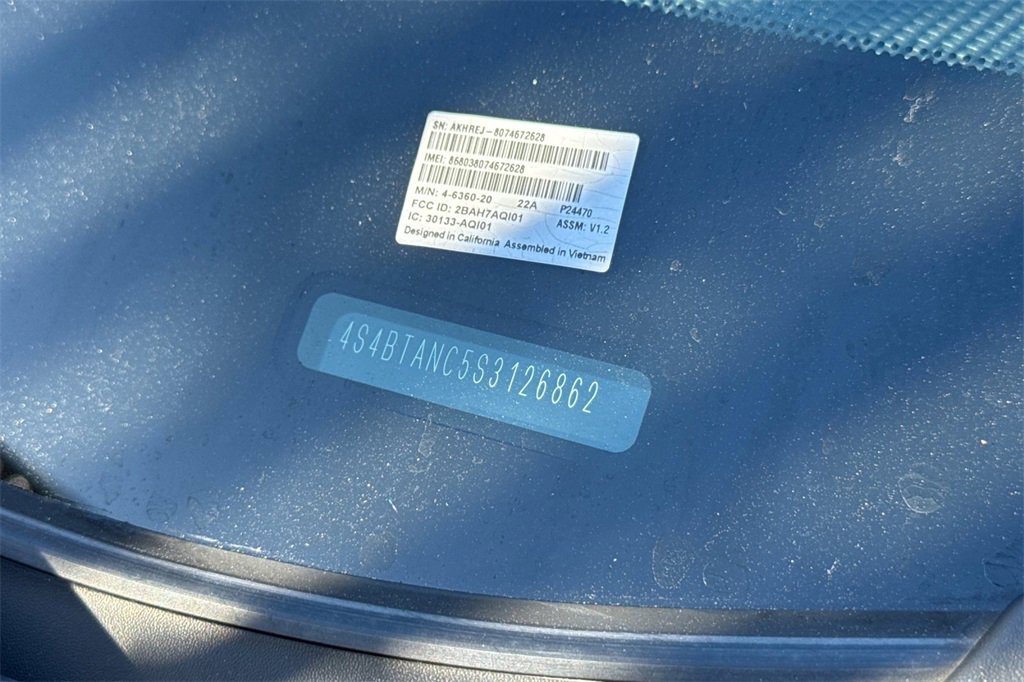 SN: AKHREJ-8074672628
IMEI: 868038074672628
M/N: 4-6360-20 22A P24470
FCC ID: 2BAH7AQI01 ASSM: V1.2
IC: 30133-AQI01
Designed in California Assembled in Vietnam
4S4BTANC5S3126862